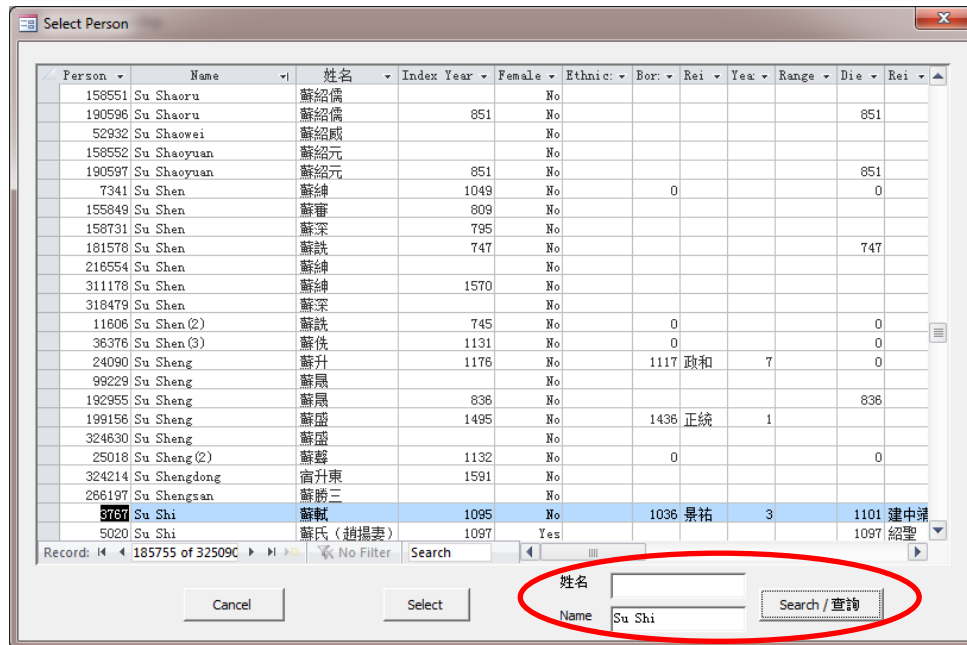 Select Person
Person Name 姓名 Index Year Female Ethnic: Bor: Rei Yea: Range Die Rei
158551 Su Shaoru 蘇紹儒 No
190596 Su Shaoru 蘇紹儒 851 No 851
52932 Su Shaowei 蘇紹威 No
158552 Su Shaoyuan 蘇紹元 No
190597 Su Shaoyuan 蘇紹元 851 No 851
7341 Su Shen 蘇紳 1049 No 0 0
155849 Su Shen 蘇審 809 No
158731 Su Shen 蘇深 795 No
181578 Su Shen 蘇詵 747 No 747
216554 Su Shen 蘇紳 No
311178 Su Shen 蘇紳 1570 No
318479 Su Shen 蘇深 No
11606 Su Shen(2) 蘇詵 745 No 0 0
36376 Su Shen(3) 蘇侁 1131 No 0 0
24090 Su Sheng 蘇升 1176 No 1117 政和 7 0
99229 Su Sheng 蘇晟 No
192955 Su Sheng 蘇晟 836 No 836
199156 Su Sheng 蘇盛 1495 No 1436 正統 1
324630 Su Sheng 蘇盛 No
25018 Su Sheng(2) 蘇聲 1132 No 0 0
324214 Su Shengdong 宿升東 1591 No
266197 Su Shengsan 蘇勝三 No
3767 Su Shi 蘇軾 1095 No 1036 景祐 3 1101 建中靖
5020 Su Shi 蘇氏（趙揚妻） 1097 Yes 1097 紹聖
Record: 185755 of 325090 No Filter Search
姓名
Cancel Select Search / 查詢
Name Su Shi